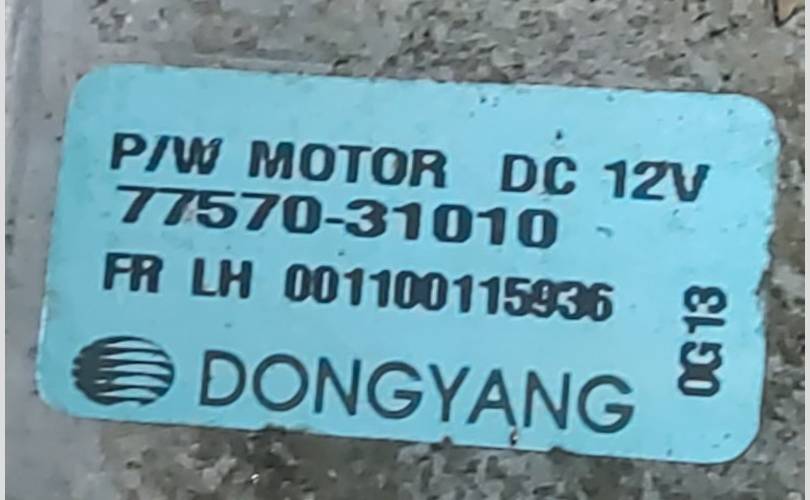 P/W MOTOR DC 12V
77570-31010
FR LH 001100115936
0G13
DONGYANG